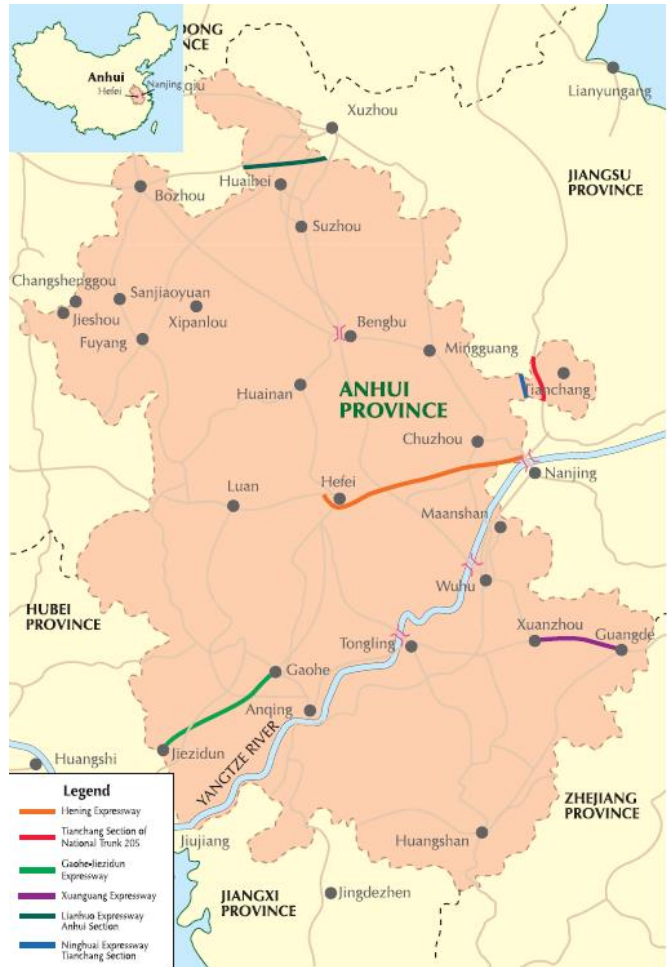 DONG
NCE
Anhui
Hefei
Nanjing
qiu
Xuzhou
Lianyungang
JIANGSU
PROVINCE
Huaibei
Bozhou
Suzhou
Changshenggou
Sanjiaoyuan
Jieshou
Xipanlou
Fuyang
Bengbu
Mingguang
Tianchang
Huainan
ANHUI
PROVINCE
Chuzhou
Nanjing
Hefei
Luan
Maanshan
Wuhu
HUBEI
PROVINCE
Xuanzhou
Guangde
Tongling
Gaohe
Anqing
YANGTZE RIVER
Jiezidun
Huangshi
ZHEJIANG
PROVINCE
Huangshan
Jiujiang
JIANGXI
PROVINCE
Jingdezhen
Legend
Hening Expressway
Tianchang Section of
National Trunk 205
Gaohe-Jiezidun
Expressway
Xuanguang Expressway
Lianhuo Expressway
Anhui Section
Ninghuai Expressway
Tianchang Section